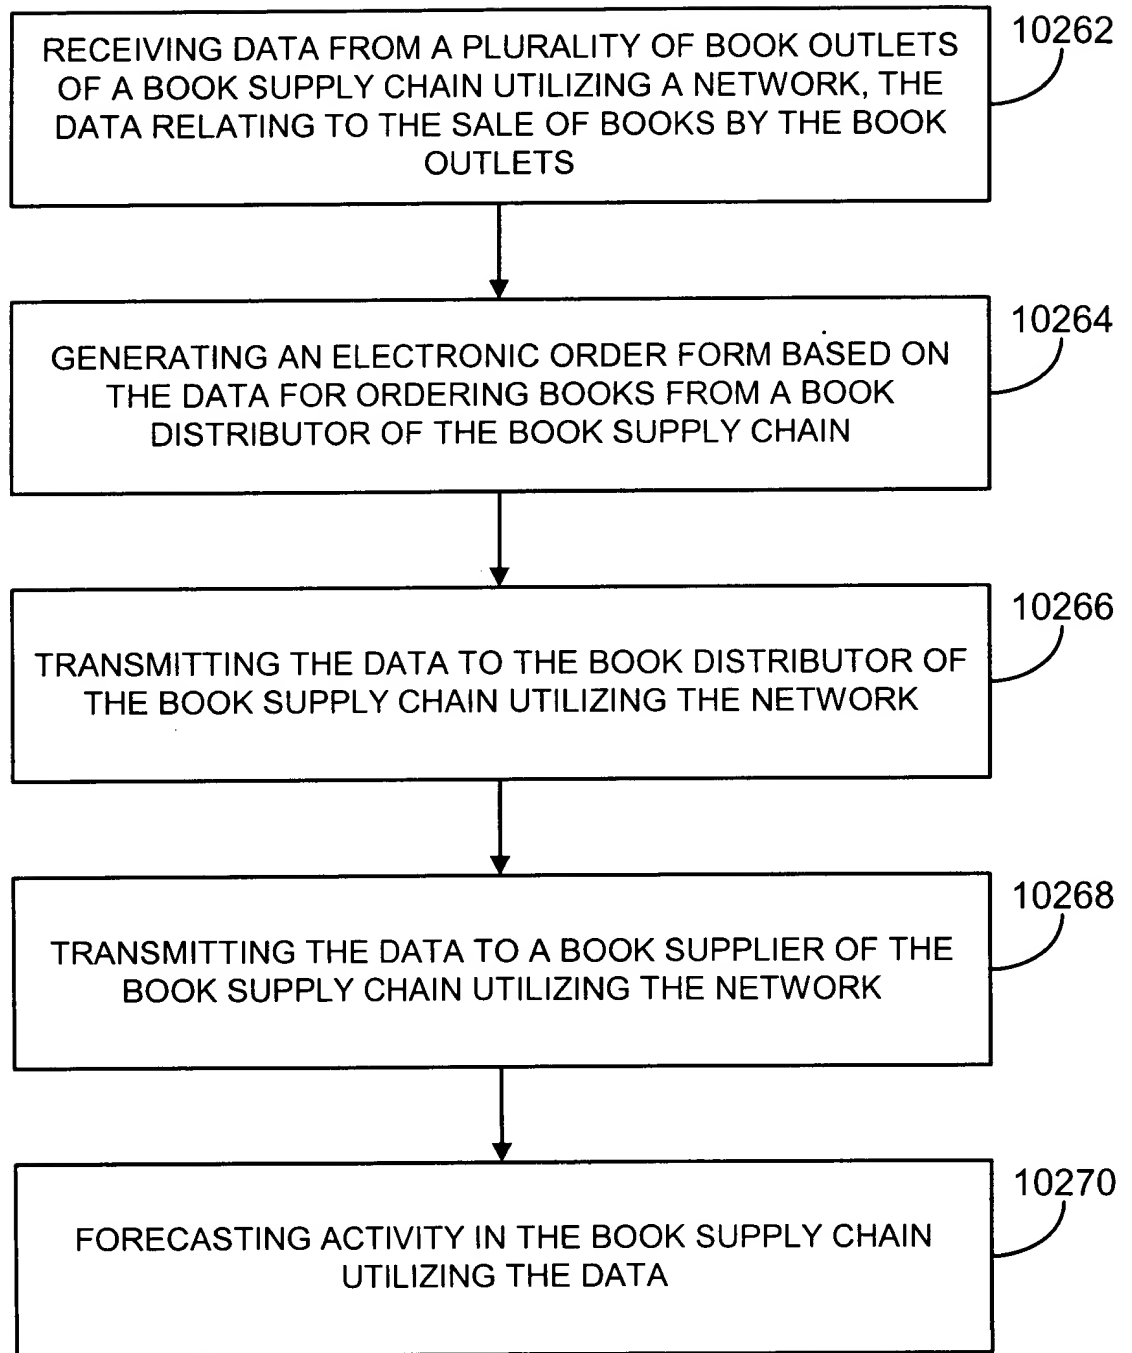 RECEIVING DATA FROM A PLURALITY OF BOOK OUTLETS
OF A BOOK SUPPLY CHAIN UTILIZING A NETWORK, THE
DATA RELATING TO THE SALE OF BOOKS BY THE BOOK
OUTLETS
10262
GENERATING AN ELECTRONIC ORDER FORM BASED ON
THE DATA FOR ORDERING BOOKS FROM A BOOK
DISTRIBUTOR OF THE BOOK SUPPLY CHAIN
10264
TRANSMITTING THE DATA TO THE BOOK DISTRIBUTOR OF
THE BOOK SUPPLY CHAIN UTILIZING THE NETWORK
10266
TRANSMITTING THE DATA TO A BOOK SUPPLIER OF THE
BOOK SUPPLY CHAIN UTILIZING THE NETWORK
10268
FORECASTING ACTIVITY IN THE BOOK SUPPLY CHAIN
UTILIZING THE DATA
10270